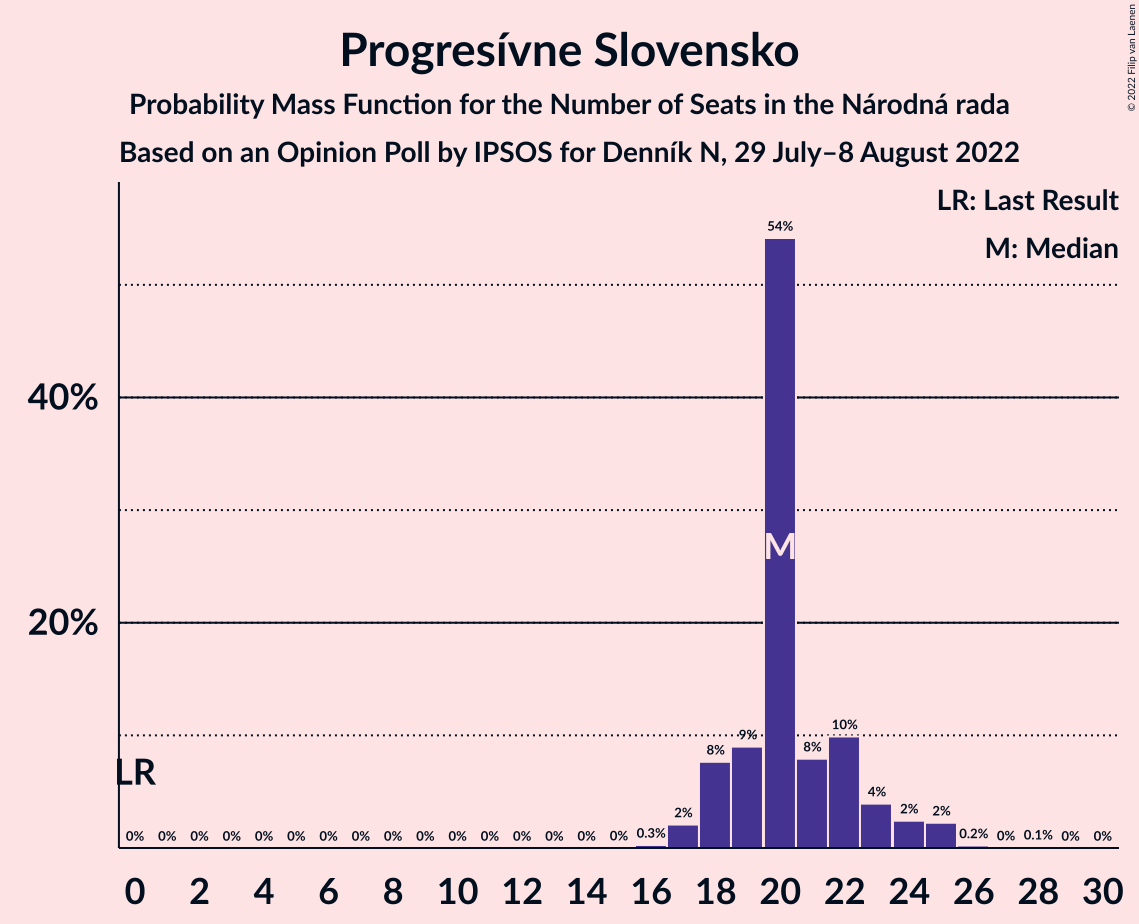 Progresívne Slovensko
Probability Mass Function for the Number of Seats in the Národná rada
Based on an Opinion Poll by IPSOS for Denník N, 29 July–8 August 2022
© 2022 Filip van Laenen
LR: Last Result
M: Median
54%
40%
M
20%
10%
9%
8%
8%
LR
4%
2%
2%
2%
0% 0% 0% 0% 0% 0% 0% 0% 0% 0% 0% 0% 0% 0% 0% 0% 0.3% 0.2% 0% 0.1% 0% 0%
0 2 4 6 8 10 12 14 16 18 20 22 24 26 28 30